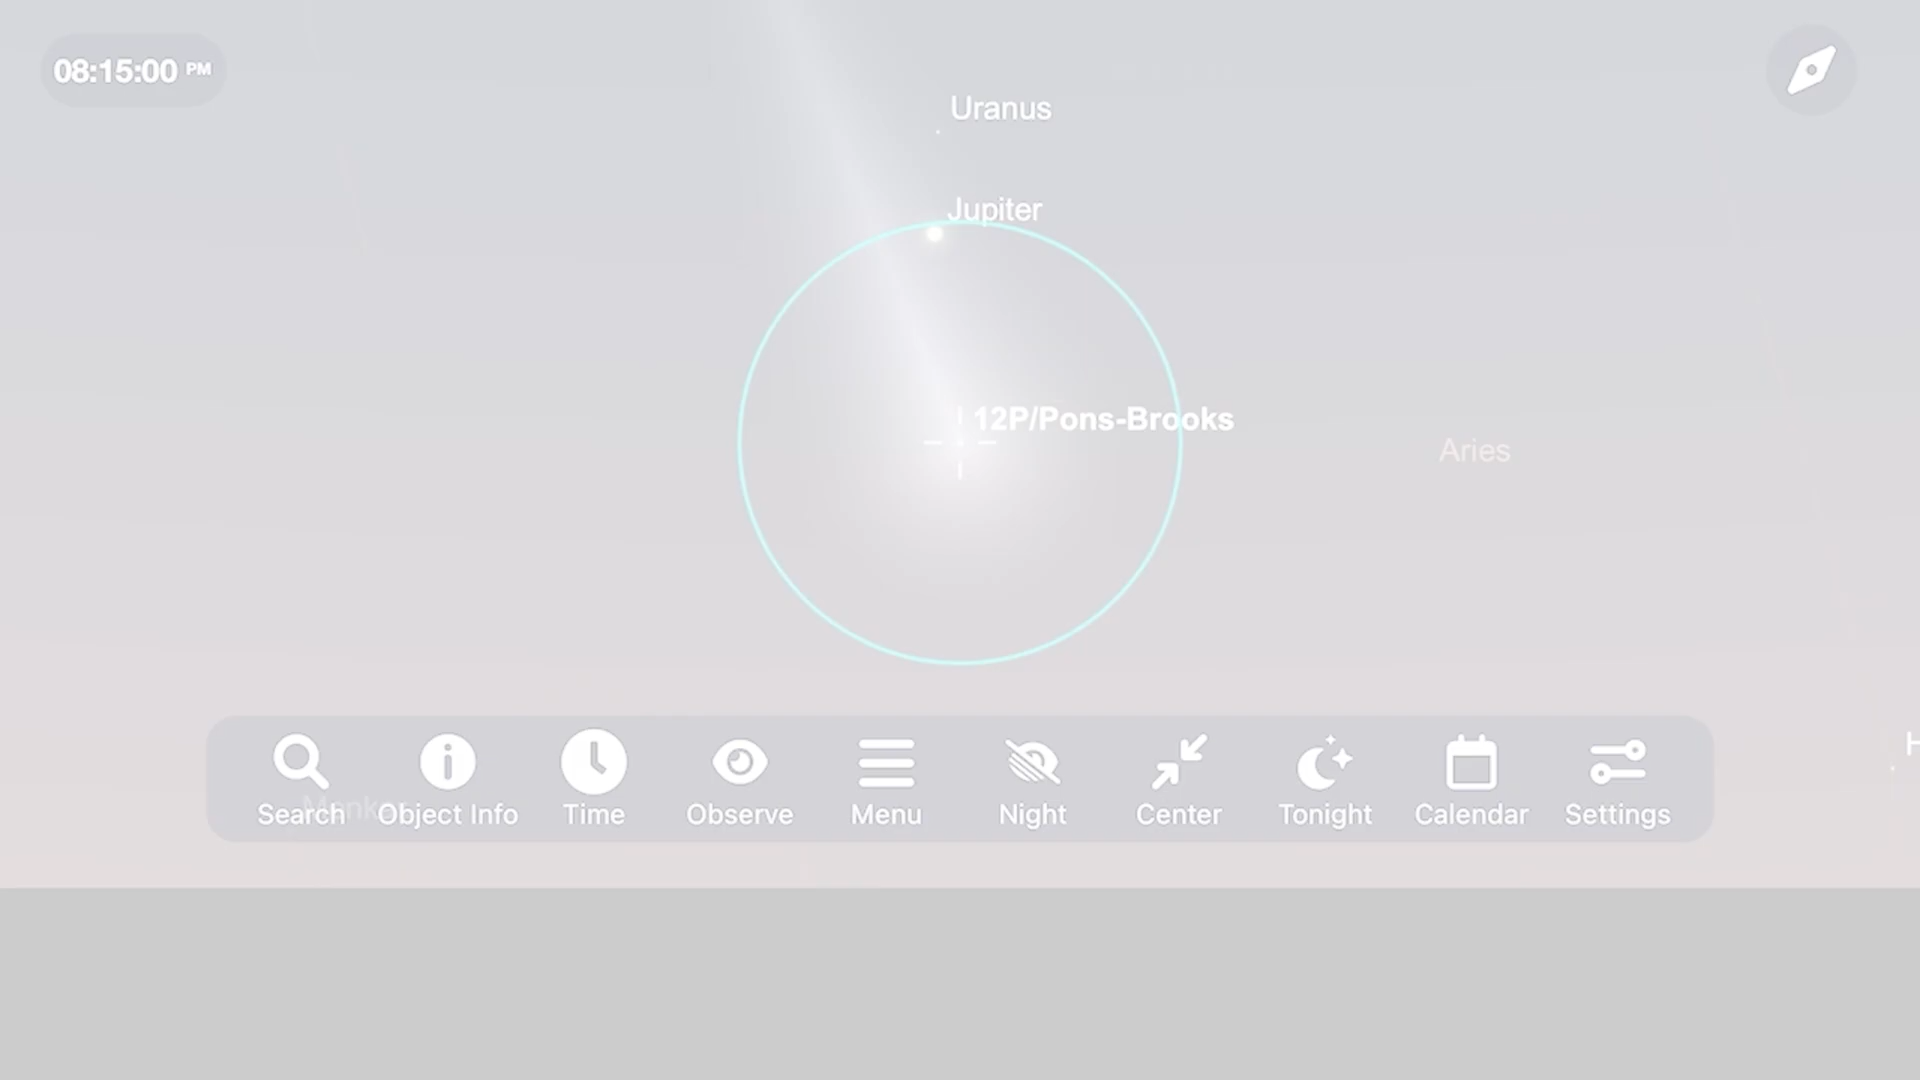 08:15:00 PM
Uranus
Jupiter
12P/Pons-Brooks
Aries
Search
Object Info
Time
Observe
Menu
Night
Center
Tonight
Calendar
Settings